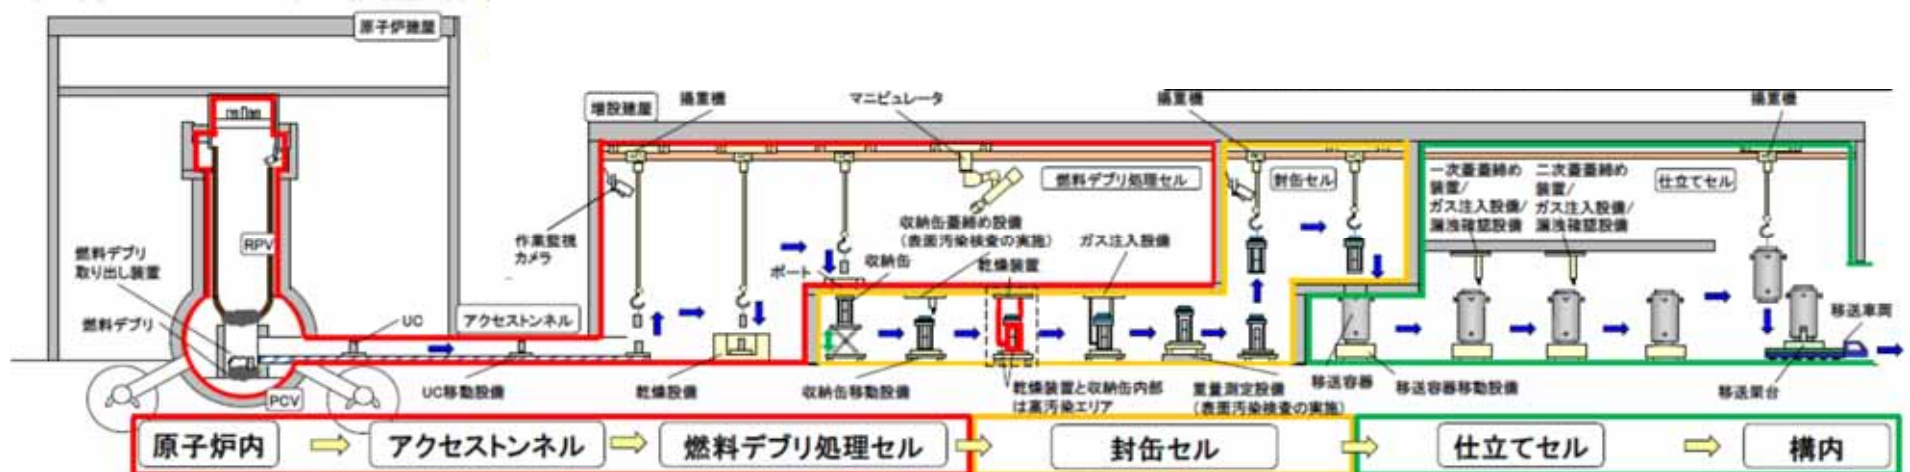 原子炉建屋
増設建屋
揚重機
マニピュレータ
揚重機
揚重機
燃料デブリ処理セル
封缶セル
一次蓋蓋締め
装置/
ガス注入設備/
漏洩確認設備
二次蓋蓋締め
装置/
ガス注入設備/
漏洩確認設備
仕立てセル
作業監視
カメラ
収納缶蓋締め設備
(表面汚染検査の実施)
ガス注入設備
RPV
燃料デブリ
取り出し装置
ポート
収納缶
乾燥装置
燃料デブリ
アクセストンネル
UC
移送車両
PCV
UC移動設備
乾燥設備
収納缶移動設備
乾燥装置と収納缶内部
は高汚染エリア
重量測定設備
(表面汚染検査の実施)
移送容器
移送容器移動設備
移送架台
原子炉内
アクセストンネル
燃料デブリ処理セル
封缶セル
仕立てセル
構内